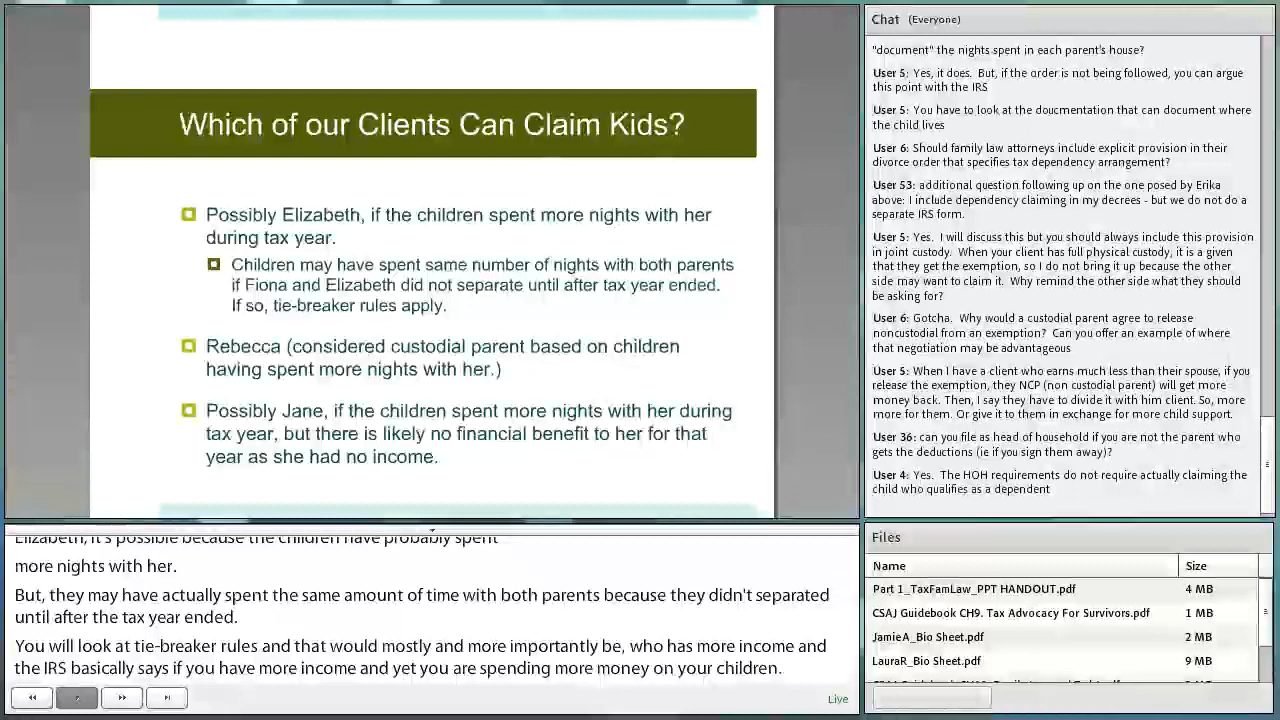 Which of our Clients Can Claim Kids?
Possibly Elizabeth, if the children spent more nights with her
during tax year.
Children may have spent same number of nights with both parents
if Fiona and Elizabeth did not separate until after tax year ended.
If so, tie-breaker rules apply.
Rebecca (considered custodial parent based on children
having spent more nights with her.)
Possibly Jane, if the children spent more nights with her during
tax year, but there is likely no financial benefit to her for that
year as she had no income.
Elizabeth, it's possible because the children have probably spent
more nights with her.
But, they may have actually spent the same amount of time with both parents because they didn't separated
until after the tax year ended.
You will look at tie-breaker rules and that would mostly and more importantly be, who has more income and
the IRS basically says if you have more income and yet you are spending more money on your children.
Live
Chat (Everyone)
"document" the nights spent in each parent's house?
User 5: Yes, it does. But, if the order is not being followed, you can argue
this point with the IRS
User 5: You have to look at the doucmentation that can document where
the child lives
User 6: Should family law attorneys include explicit provision in their
divorce order that specifies tax dependency arrangement?
User 53: additional question following up on the one posed by Erika
above: I include dependency claiming in my decrees - but we do not do a
separate IRS form.
User 5: Yes. I will discuss this but you should always include this provision
in joint custody. When your client has full physical custody, it is a given
that they get the exemption, so I do not bring it up because the other
side may want to claim it. Why remind the other side what they should
be asking for?
User 6: Gotcha. Why would a custodial parent agree to release
noncustodial from an exemption? Can you offer an example of where
that negotiation may be advantageous
User 5: When I have a client who earns much less than their spouse, if you
release the exemption, they NCP (non custodial parent) will get more
money back. Then, I say they have to divide it with him client. So, more
more for them. Or give it to them in exchange for more child support.
User 36: can you file as head of household if you are not the parent who
gets the deductions (ie if you sign them away)?
User 4: Yes. The HOH requirements do not require actually claiming the
child who qualifies as a dependent
Files
Name Size
Part 1_TaxFamLaw_PPT HANDOUT.pdf 4 MB
CSAJ Guidebook CH9. Tax Advocacy For Survivors.pdf 1 MB
JamieA_Bio Sheet.pdf 2 MB
LauraR_Bio Sheet.pdf 9 MB